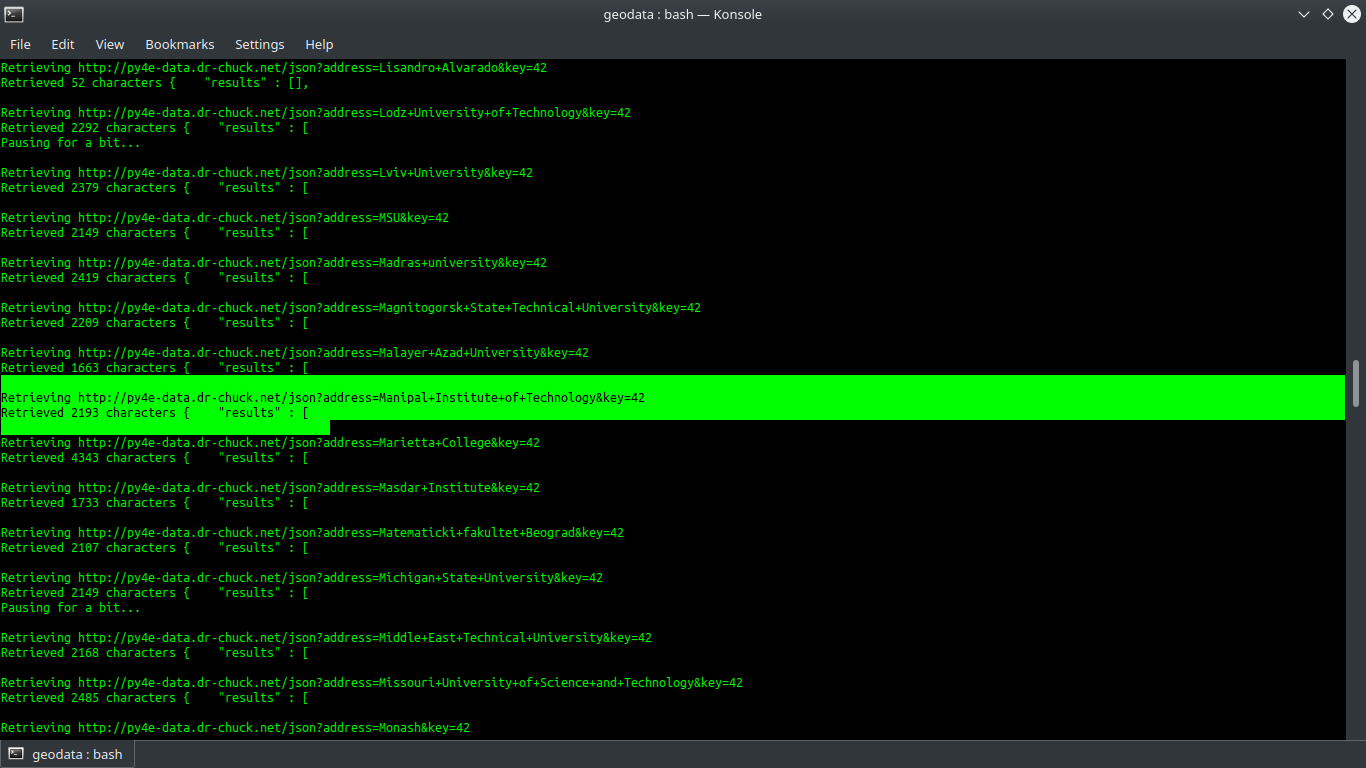 geodata : bash — Konsole
File Edit View Bookmarks Settings Help
Retrieving http://py4e-data.dr-chuck.net/json?address=Lisandro+Alvarado&key=42
Retrieved 52 characters {    "results" : [],
Retrieving http://py4e-data.dr-chuck.net/json?address=Lodz+University+of+Technology&key=42
Retrieved 2292 characters {    "results" : [
Pausing for a bit...
Retrieving http://py4e-data.dr-chuck.net/json?address=Lviv+University&key=42
Retrieved 2379 characters {    "results" : [
Retrieving http://py4e-data.dr-chuck.net/json?address=MSU&key=42
Retrieved 2149 characters {    "results" : [
Retrieving http://py4e-data.dr-chuck.net/json?address=Madras+university&key=42
Retrieved 2419 characters {    "results" : [
Retrieving http://py4e-data.dr-chuck.net/json?address=Magnitogorsk+State+Technical+University&key=42
Retrieved 2209 characters {    "results" : [
Retrieving http://py4e-data.dr-chuck.net/json?address=Malayer+Azad+University&key=42
Retrieved 1663 characters {    "results" : [
Retrieving http://py4e-data.dr-chuck.net/json?address=Manipal+Institute+of+Technology&key=42
Retrieved 2193 characters {    "results" : [
Retrieving http://py4e-data.dr-chuck.net/json?address=Marietta+College&key=42
Retrieved 4343 characters {    "results" : [
Retrieving http://py4e-data.dr-chuck.net/json?address=Masdar+Institute&key=42
Retrieved 1733 characters {    "results" : [
Retrieving http://py4e-data.dr-chuck.net/json?address=Matematicki+fakultet+Beograd&key=42
Retrieved 2107 characters {    "results" : [
Retrieving http://py4e-data.dr-chuck.net/json?address=Michigan+State+University&key=42
Retrieved 2149 characters {    "results" : [
Pausing for a bit...
Retrieving http://py4e-data.dr-chuck.net/json?address=Middle+East+Technical+University&key=42
Retrieved 2168 characters {    "results" : [
Retrieving http://py4e-data.dr-chuck.net/json?address=Missouri+University+of+Science+and+Technology&key=42
Retrieved 2485 characters {    "results" : [
Retrieving http://py4e-data.dr-chuck.net/json?address=Monash&key=42
geodata : bash